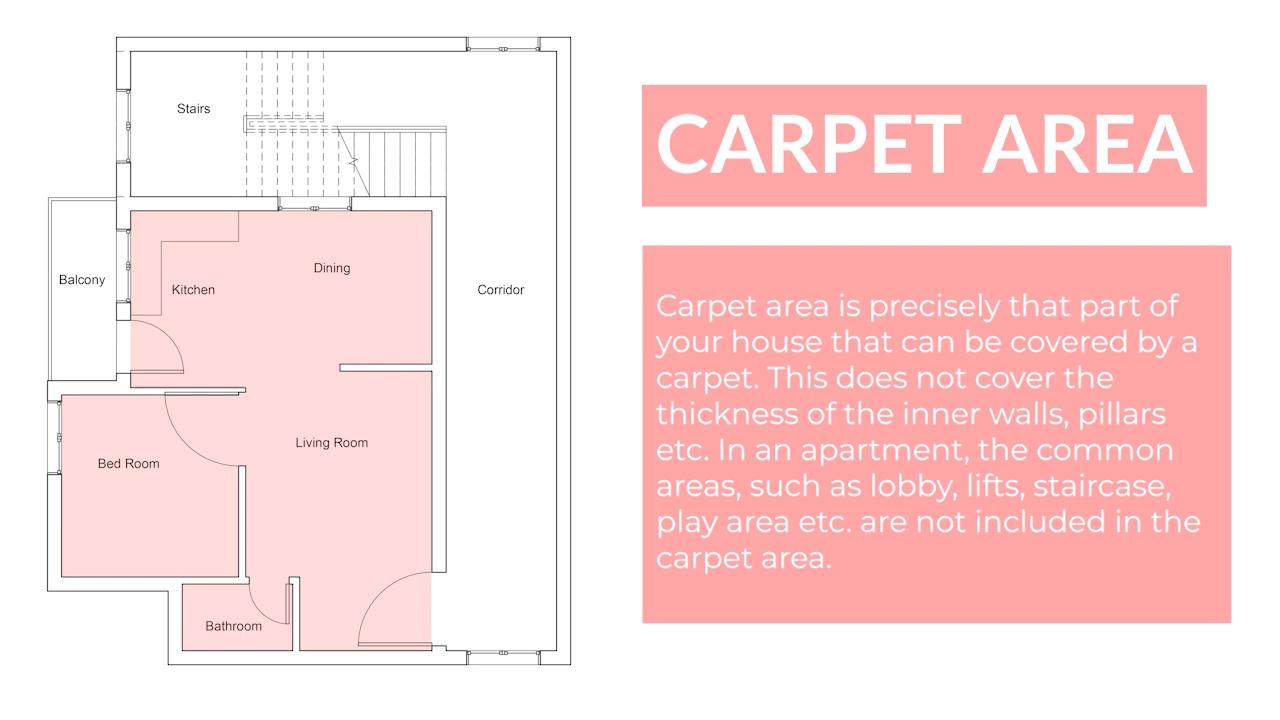 Stairs
Balcony
Kitchen
Dining
Corridor
Living Room
Bed Room
Bathroom
CARPET AREA
Carpet area is precisely that part of
your house that can be covered by a
carpet. This does not cover the
thickness of the inner walls, pillars
etc. In an apartment, the common
areas, such as lobby, lifts, staircase,
play area etc. are not included in the
carpet area.